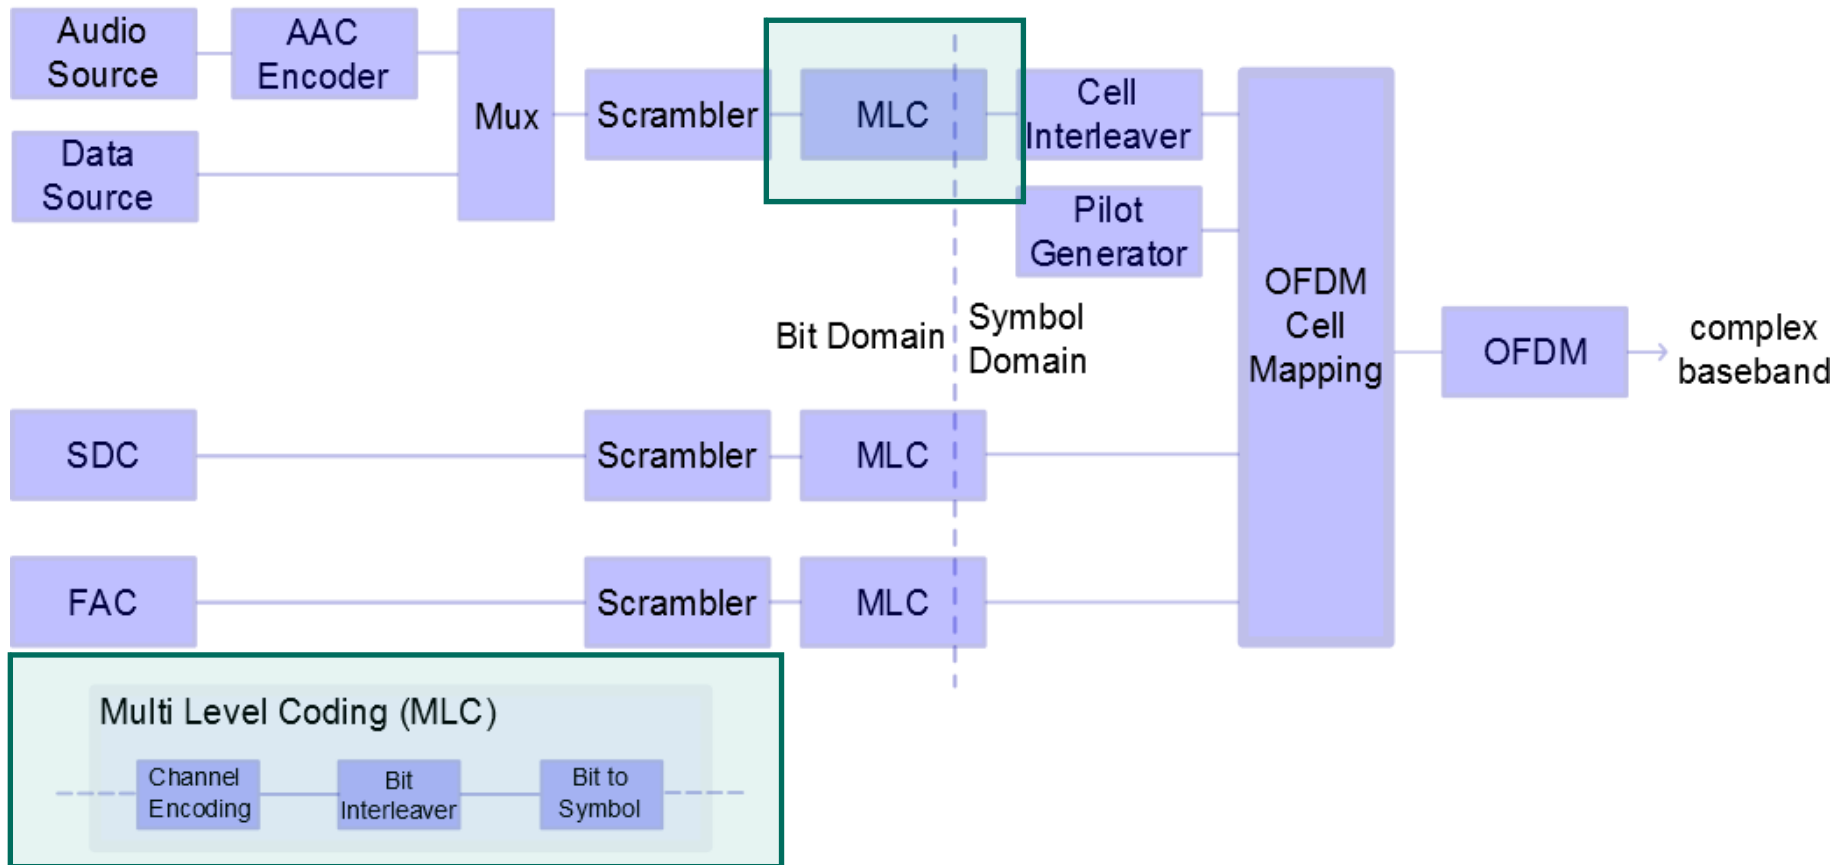 Audio
Source
AAC
Encoder
Mux
Scrambler
MLC
Cell
Interleaver
Data
Source
Pilot
Generator
OFDM
Cell
Mapping
Bit Domain
Symbol
Domain
OFDM
complex
baseband
SDC
Scrambler
MLC
FAC
Scrambler
MLC
Multi Level Coding (MLC)
Channel
Encoding
Bit
Interleaver
Bit to
Symbol